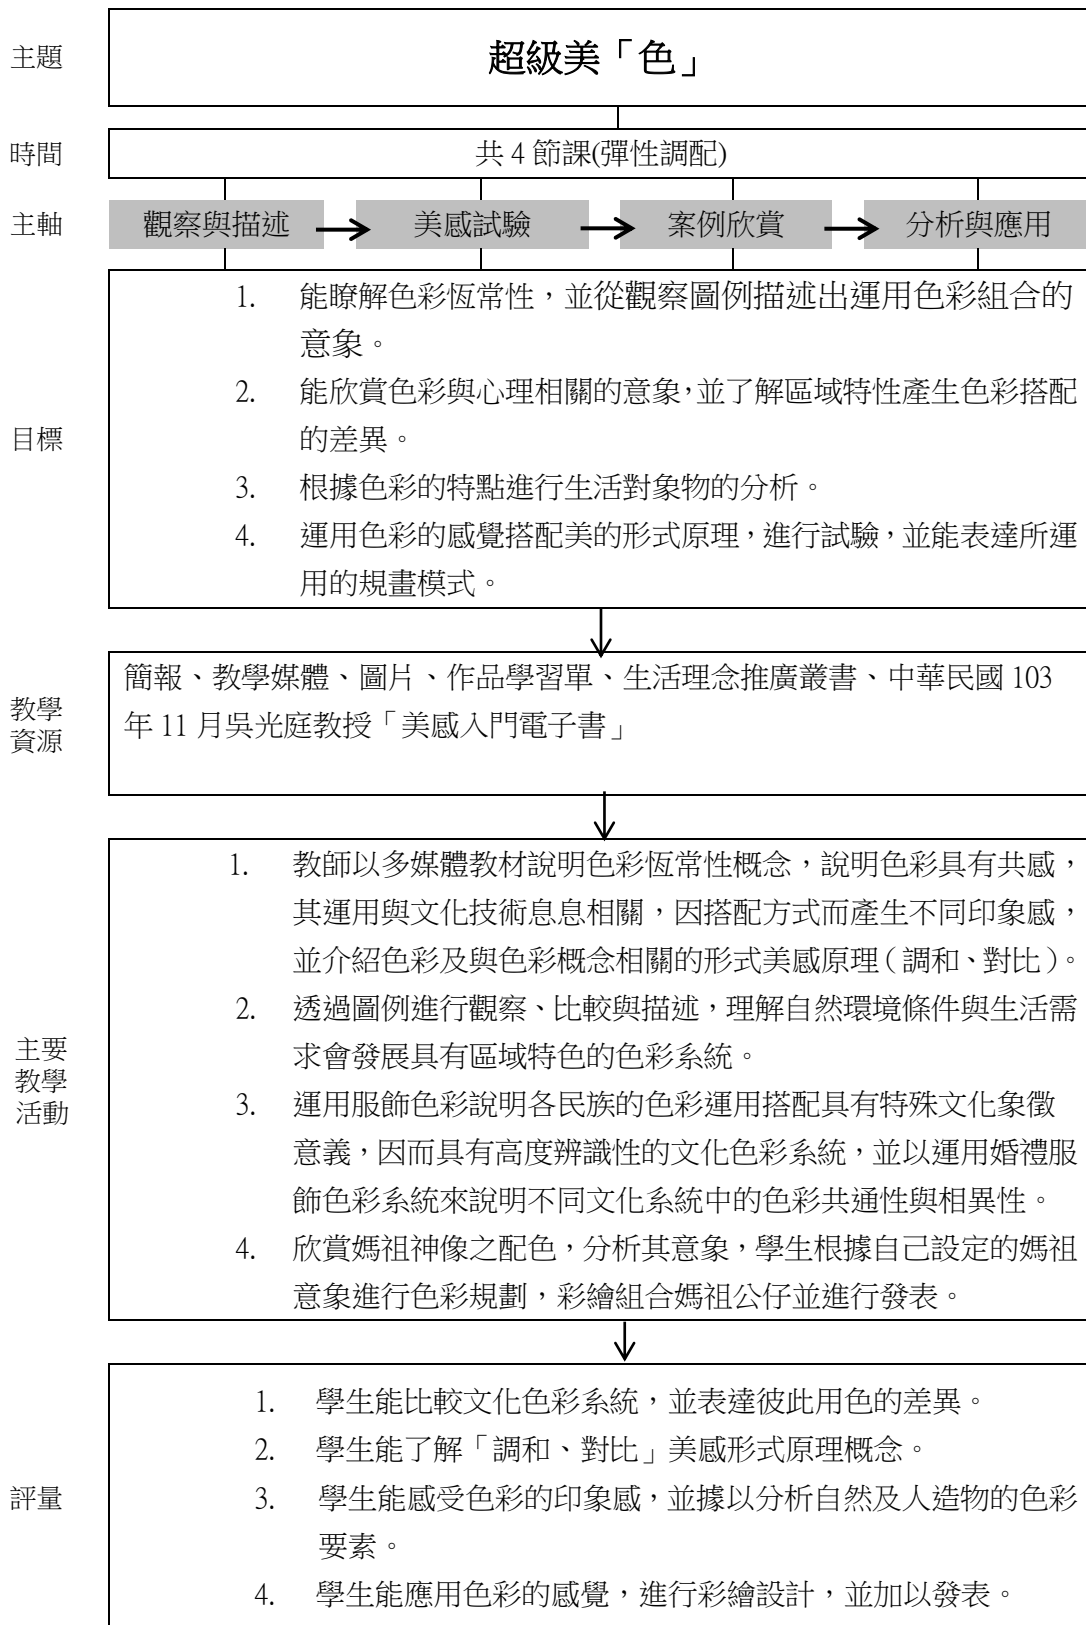 主題
超級美「色」
時間
共 4 節課(彈性調配)
主軸
觀察與描述
美感試驗
案例欣賞
分析與應用
目標
1. 能瞭解色彩恆常性，並從觀察圖例描述出運用色彩組合的
意象。
2. 能欣賞色彩與心理相關的意象，並了解區域特性產生色彩搭配
的差異。
3. 根據色彩的特點進行生活對象物的分析。
4. 運用色彩的感覺搭配美的形式原理，進行試驗，並能表達所運
用的規畫模式。
教學
資源
簡報、教學媒體、圖片、作品學習單、生活理念推廣叢書、中華民國 103
年 11 月吳光庭教授「美感入門電子書」
主要
教學
活動
1. 教師以多媒體教材說明色彩恆常性概念，說明色彩具有共感，
其運用與文化技術息息相關，因搭配方式而產生不同印象感，
並介紹色彩及與色彩概念相關的形式美感原理（調和、對比）。
2. 透過圖例進行觀察、比較與描述，理解自然環境條件與生活需
求會發展具有區域特色的色彩系統。
3. 運用服飾色彩說明各民族的色彩運用搭配具有特殊文化象徵
意義，因而具有高度辨識性的文化色彩系統，並以運用婚禮服
飾色彩系統來說明不同文化系統中的色彩共通性與相異性。
4. 欣賞媽祖神像之配色，分析其意象，學生根據自己設定的媽祖
意象進行色彩規劃，彩繪組合媽祖公仔並進行發表。
評量
1. 學生能比較文化色彩系統，並表達彼此用色的差異。
2. 學生能了解「調和、對比」美感形式原理概念。
3. 學生能感受色彩的印象感，並據以分析自然及人造物的色彩
要素。
4. 學生能應用色彩的感覺，進行彩繪設計，並加以發表。